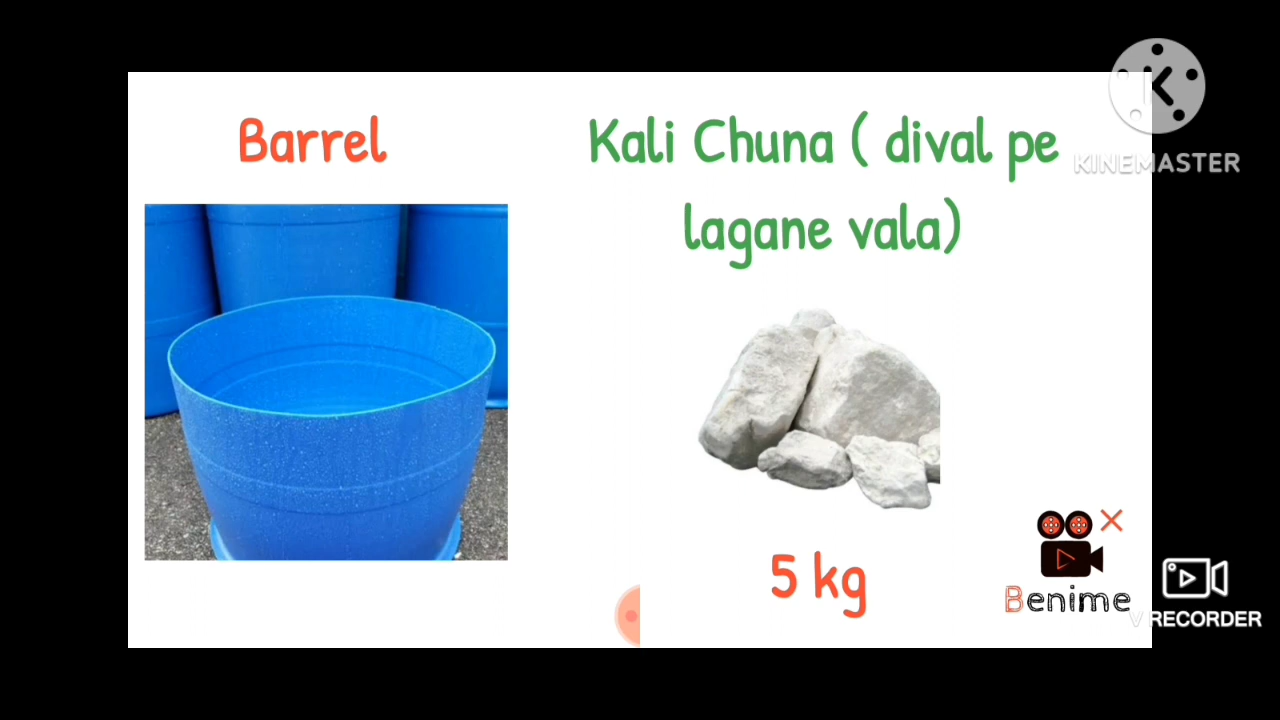 Barrel
Kali Chuna ( dival pe
lagane vala)
KINEMASTER
5 kg
Benime
V RECORDER